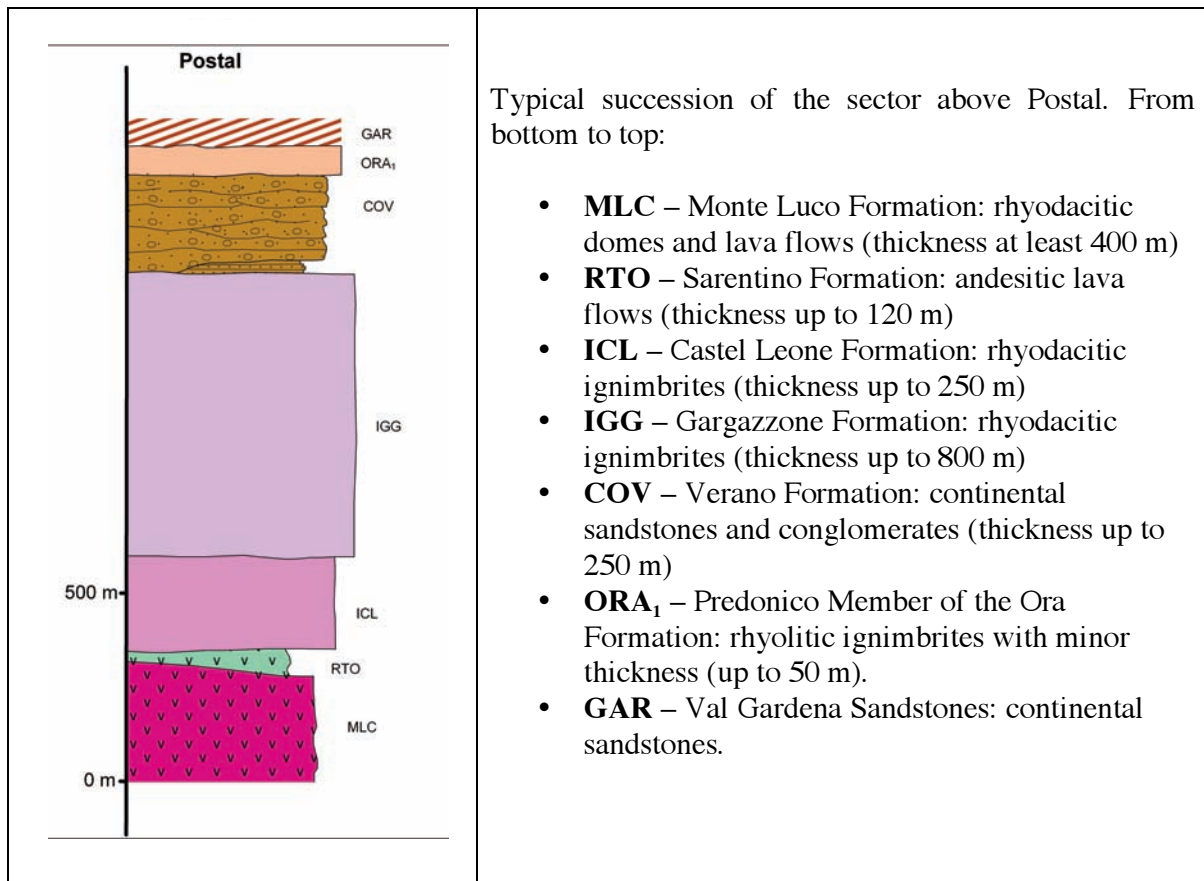 Postal
GAR
ORA₁
COV
IGG
500 m
ICL
RTO
MLC
0 m
Typical succession of the sector above Postal. From
bottom to top:
• MLC – Monte Luco Formation: rhyodacitic
domes and lava flows (thickness at least 400 m)
• RTO – Sarentino Formation: andesitic lava
flows (thickness up to 120 m)
• ICL – Castel Leone Formation: rhyodacitic
ignimbrites (thickness up to 250 m)
• IGG – Gargazzone Formation: rhyodacitic
ignimbrites (thickness up to 800 m)
• COV – Verano Formation: continental
sandstones and conglomerates (thickness up to
250 m)
• ORA₁ – Predonico Member of the Ora
Formation: rhyolitic ignimbrites with minor
thickness (up to 50 m).
• GAR – Val Gardena Sandstones: continental
sandstones.